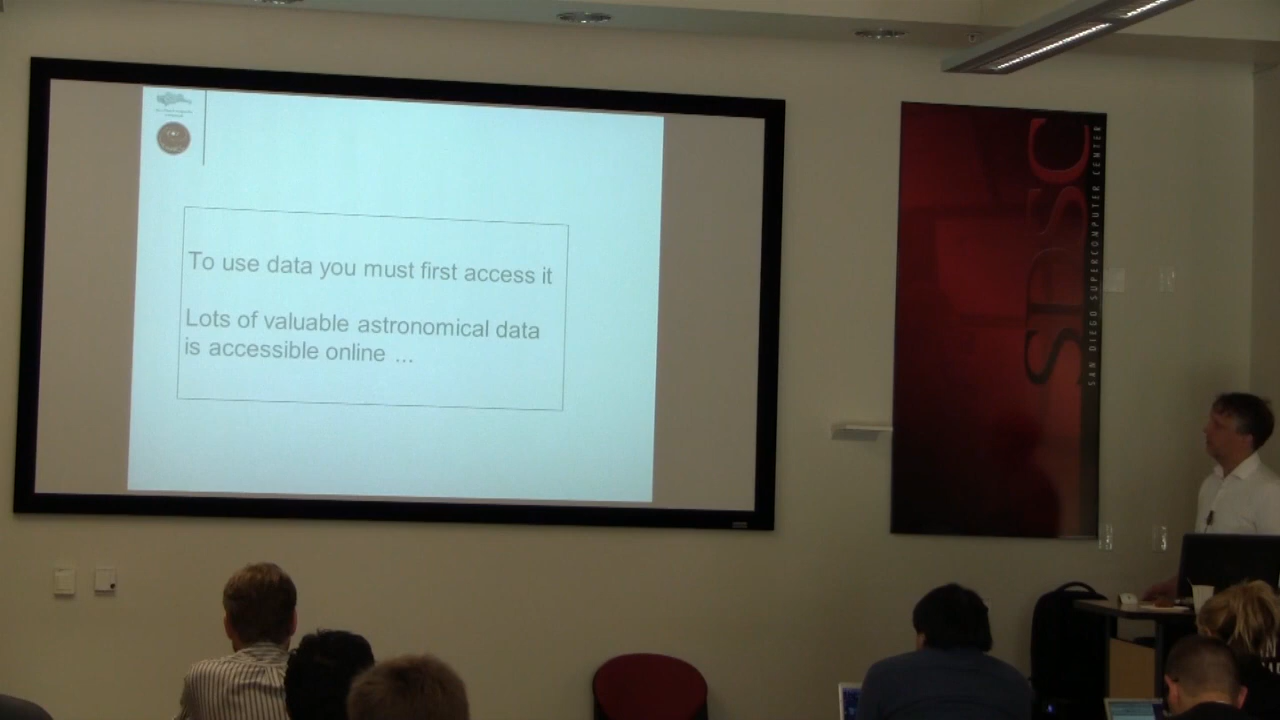 To use data you must first access it
Lots of valuable astronomical data
is accessible online ...
SDSC
SAN DIEGO SUPERCOMPUTER CENTER